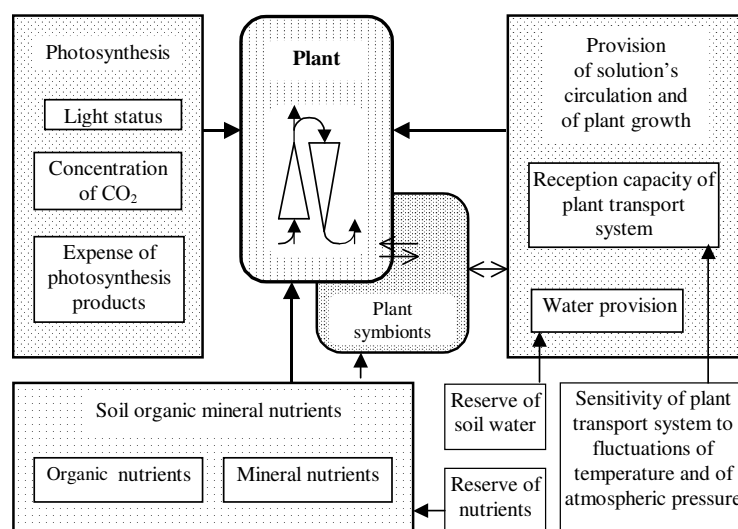 Photosynthesis
Light status
Concentration
of CO₂
Expense of
photosynthesis
products
Plant
Plant
symbionts
Provision
of solution's
circulation and
of plant growth
Reception capacity of
plant transport
system
Water provision
Soil organic mineral nutrients
Organic nutrients
Mineral nutrients
Reserve of
soil water
Reserve of
nutrients
Sensitivity of plant
transport system to
fluctuations of
temperature and of
atmospheric pressure